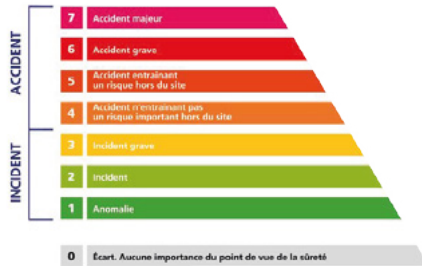 ACCIDENT
7 Accident majeur
6 Accident grave
5 Accident entrainant
un risque hors du site
4 Accident n'entrainant pas
un risque important hors du site
INCIDENT
3 Incident grave
2 Incident
1 Anomalie
0 Écart. Aucune importance du point de vue de la sûreté